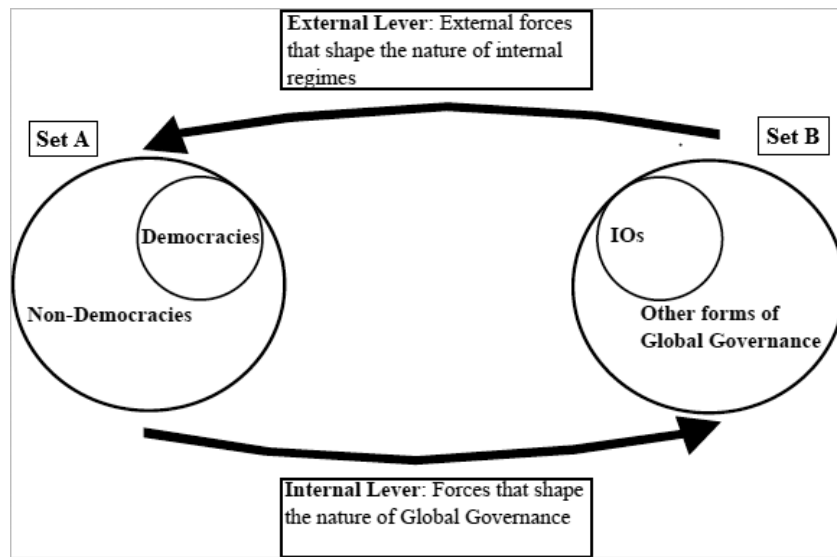 External Lever: External forces
that shape the nature of internal
regimes
Set A
Set B
Democracies
IOs
Non-Democracies
Other forms of
Global Governance
Internal Lever: Forces that shape
the nature of Global Governance